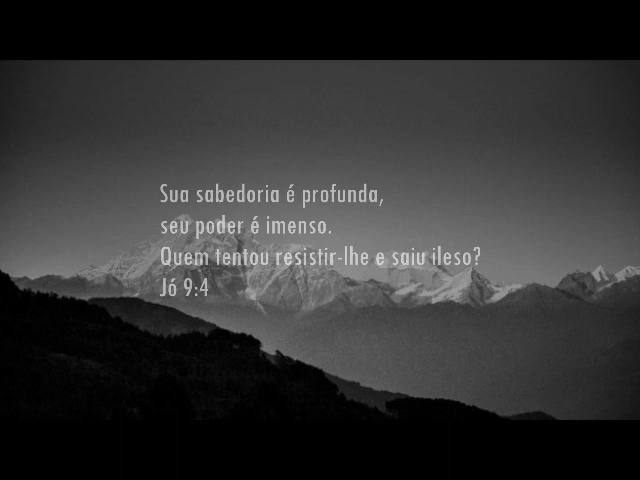 Sua sabedoria é profunda,
seu poder é imenso.
Quem tentou resistir-lhe e saiu ileso?
Jó 9:4